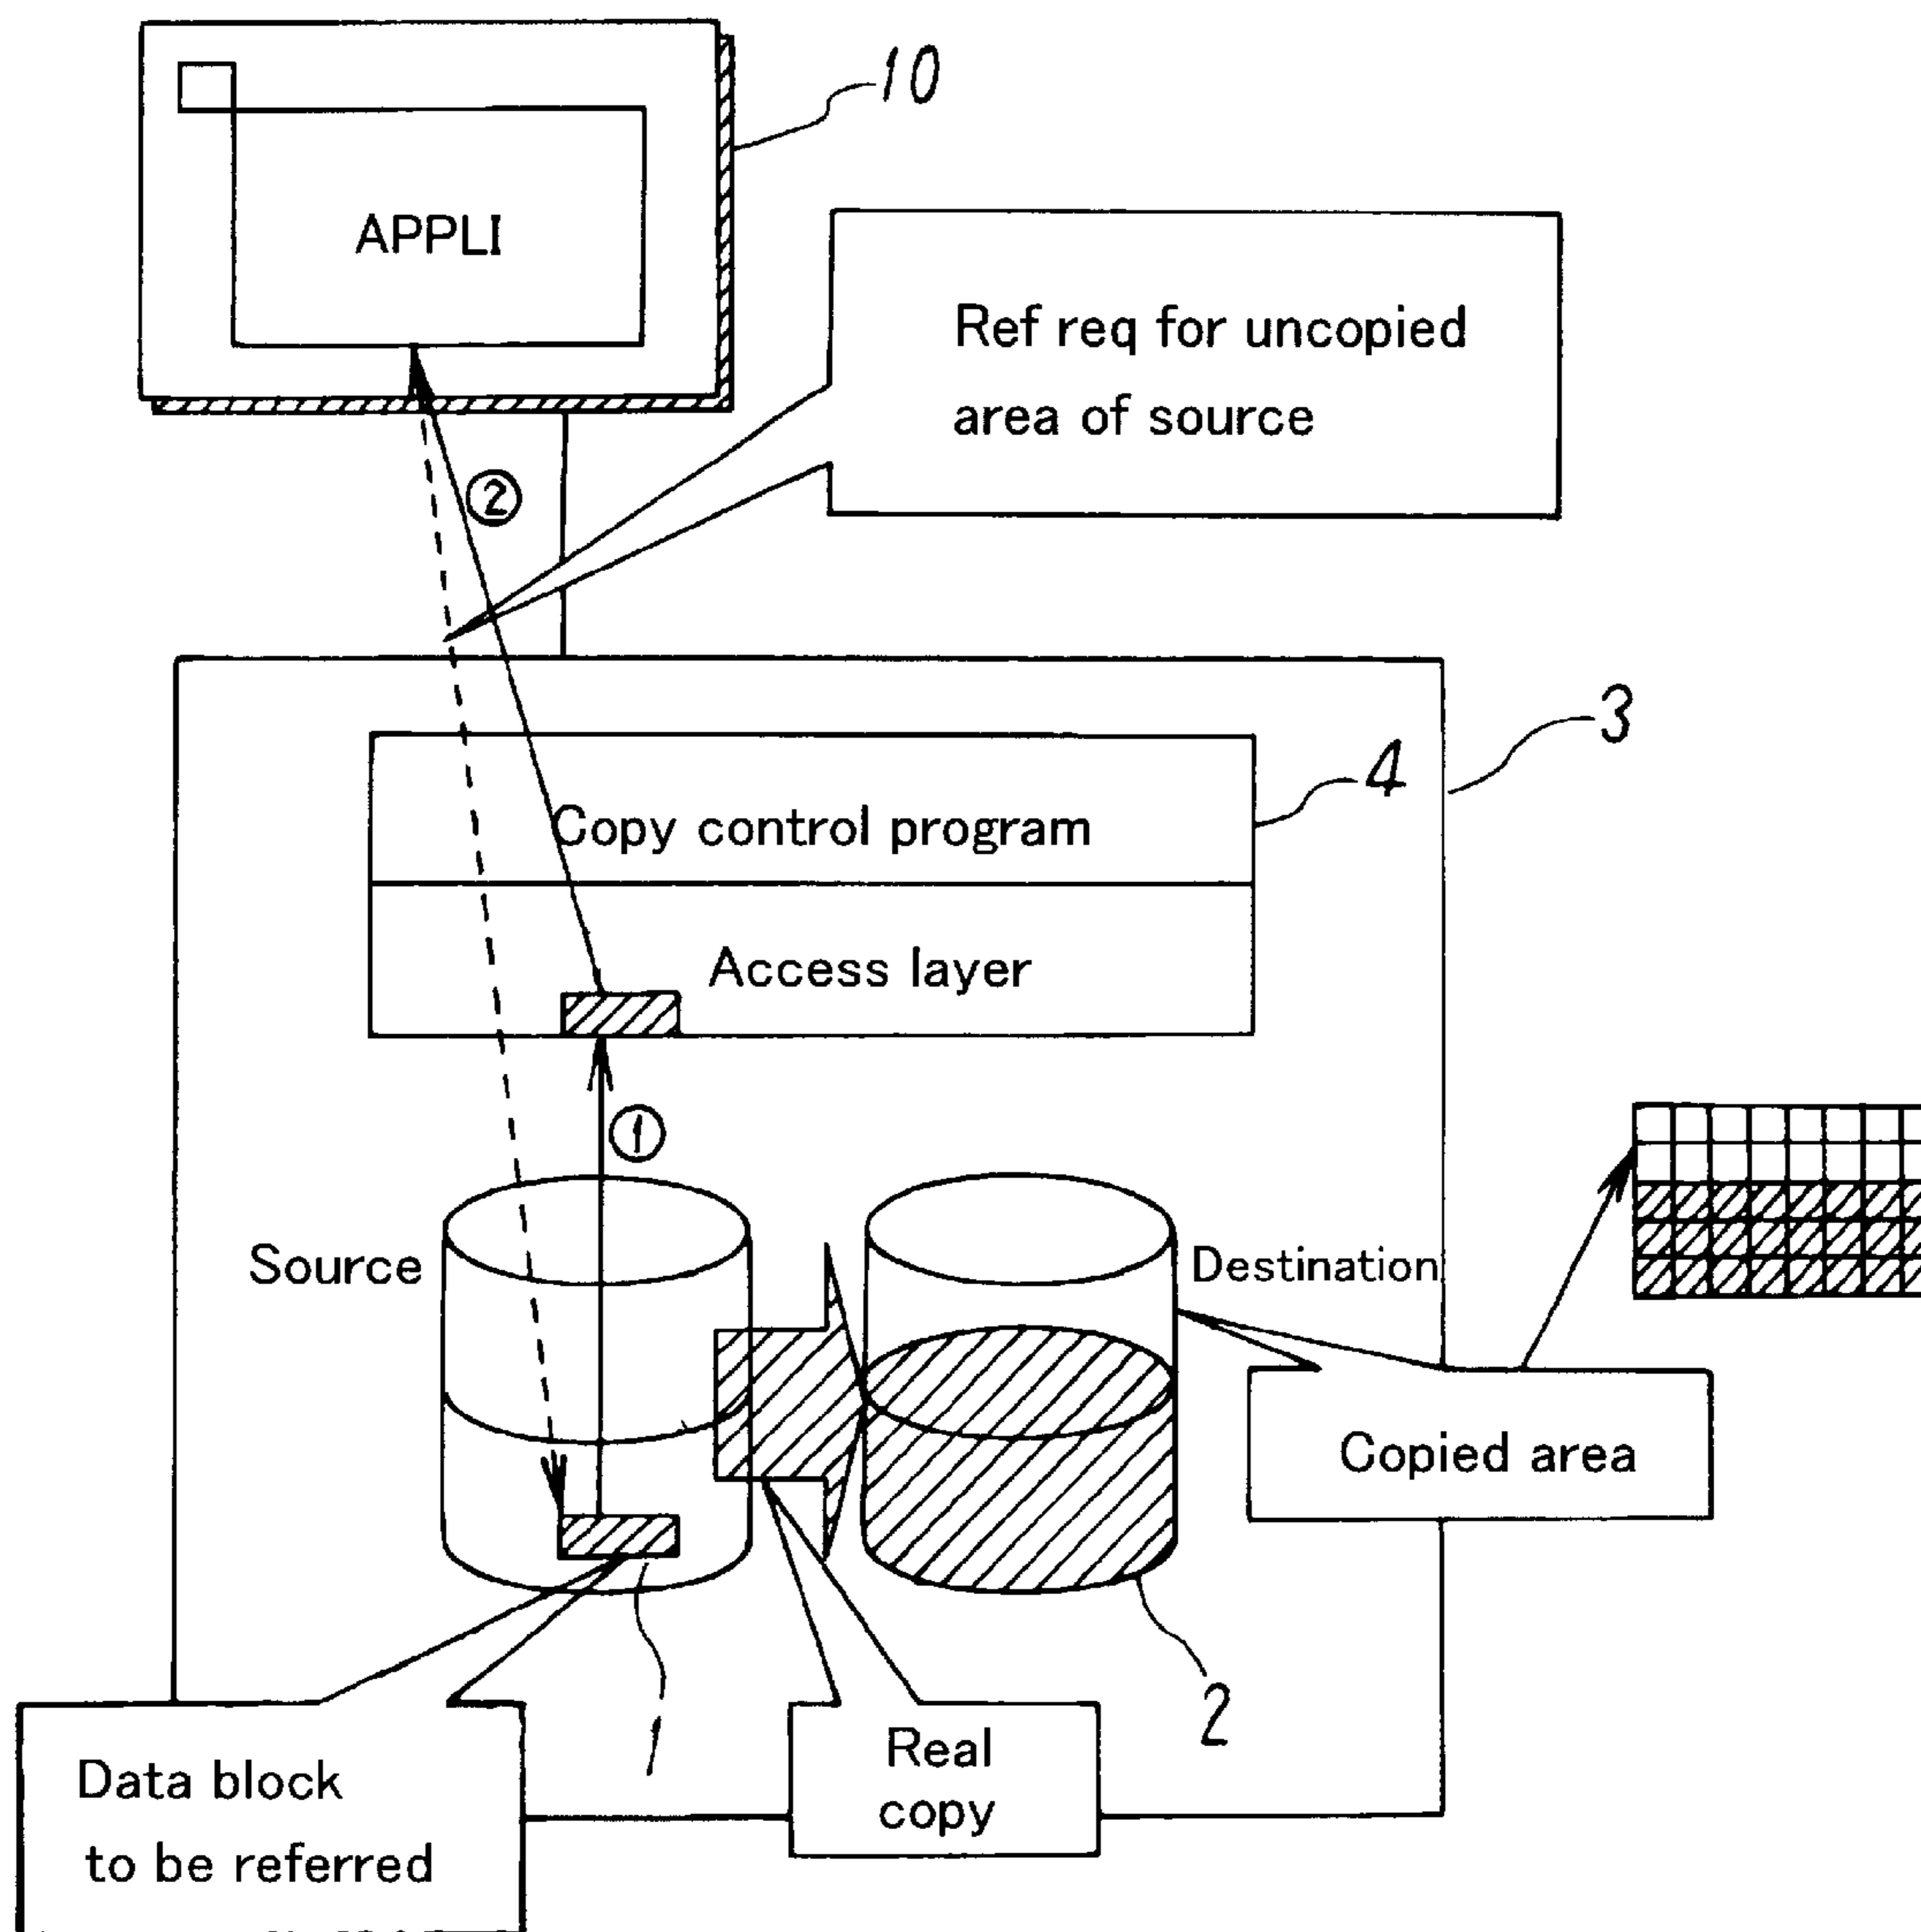 10
APPLI
Ref req for uncopied
area of source
②
3
4
Copy control program
Access layer
①
Source
Destination
Copied area
1
2
Real
copy
Data block
to be referred